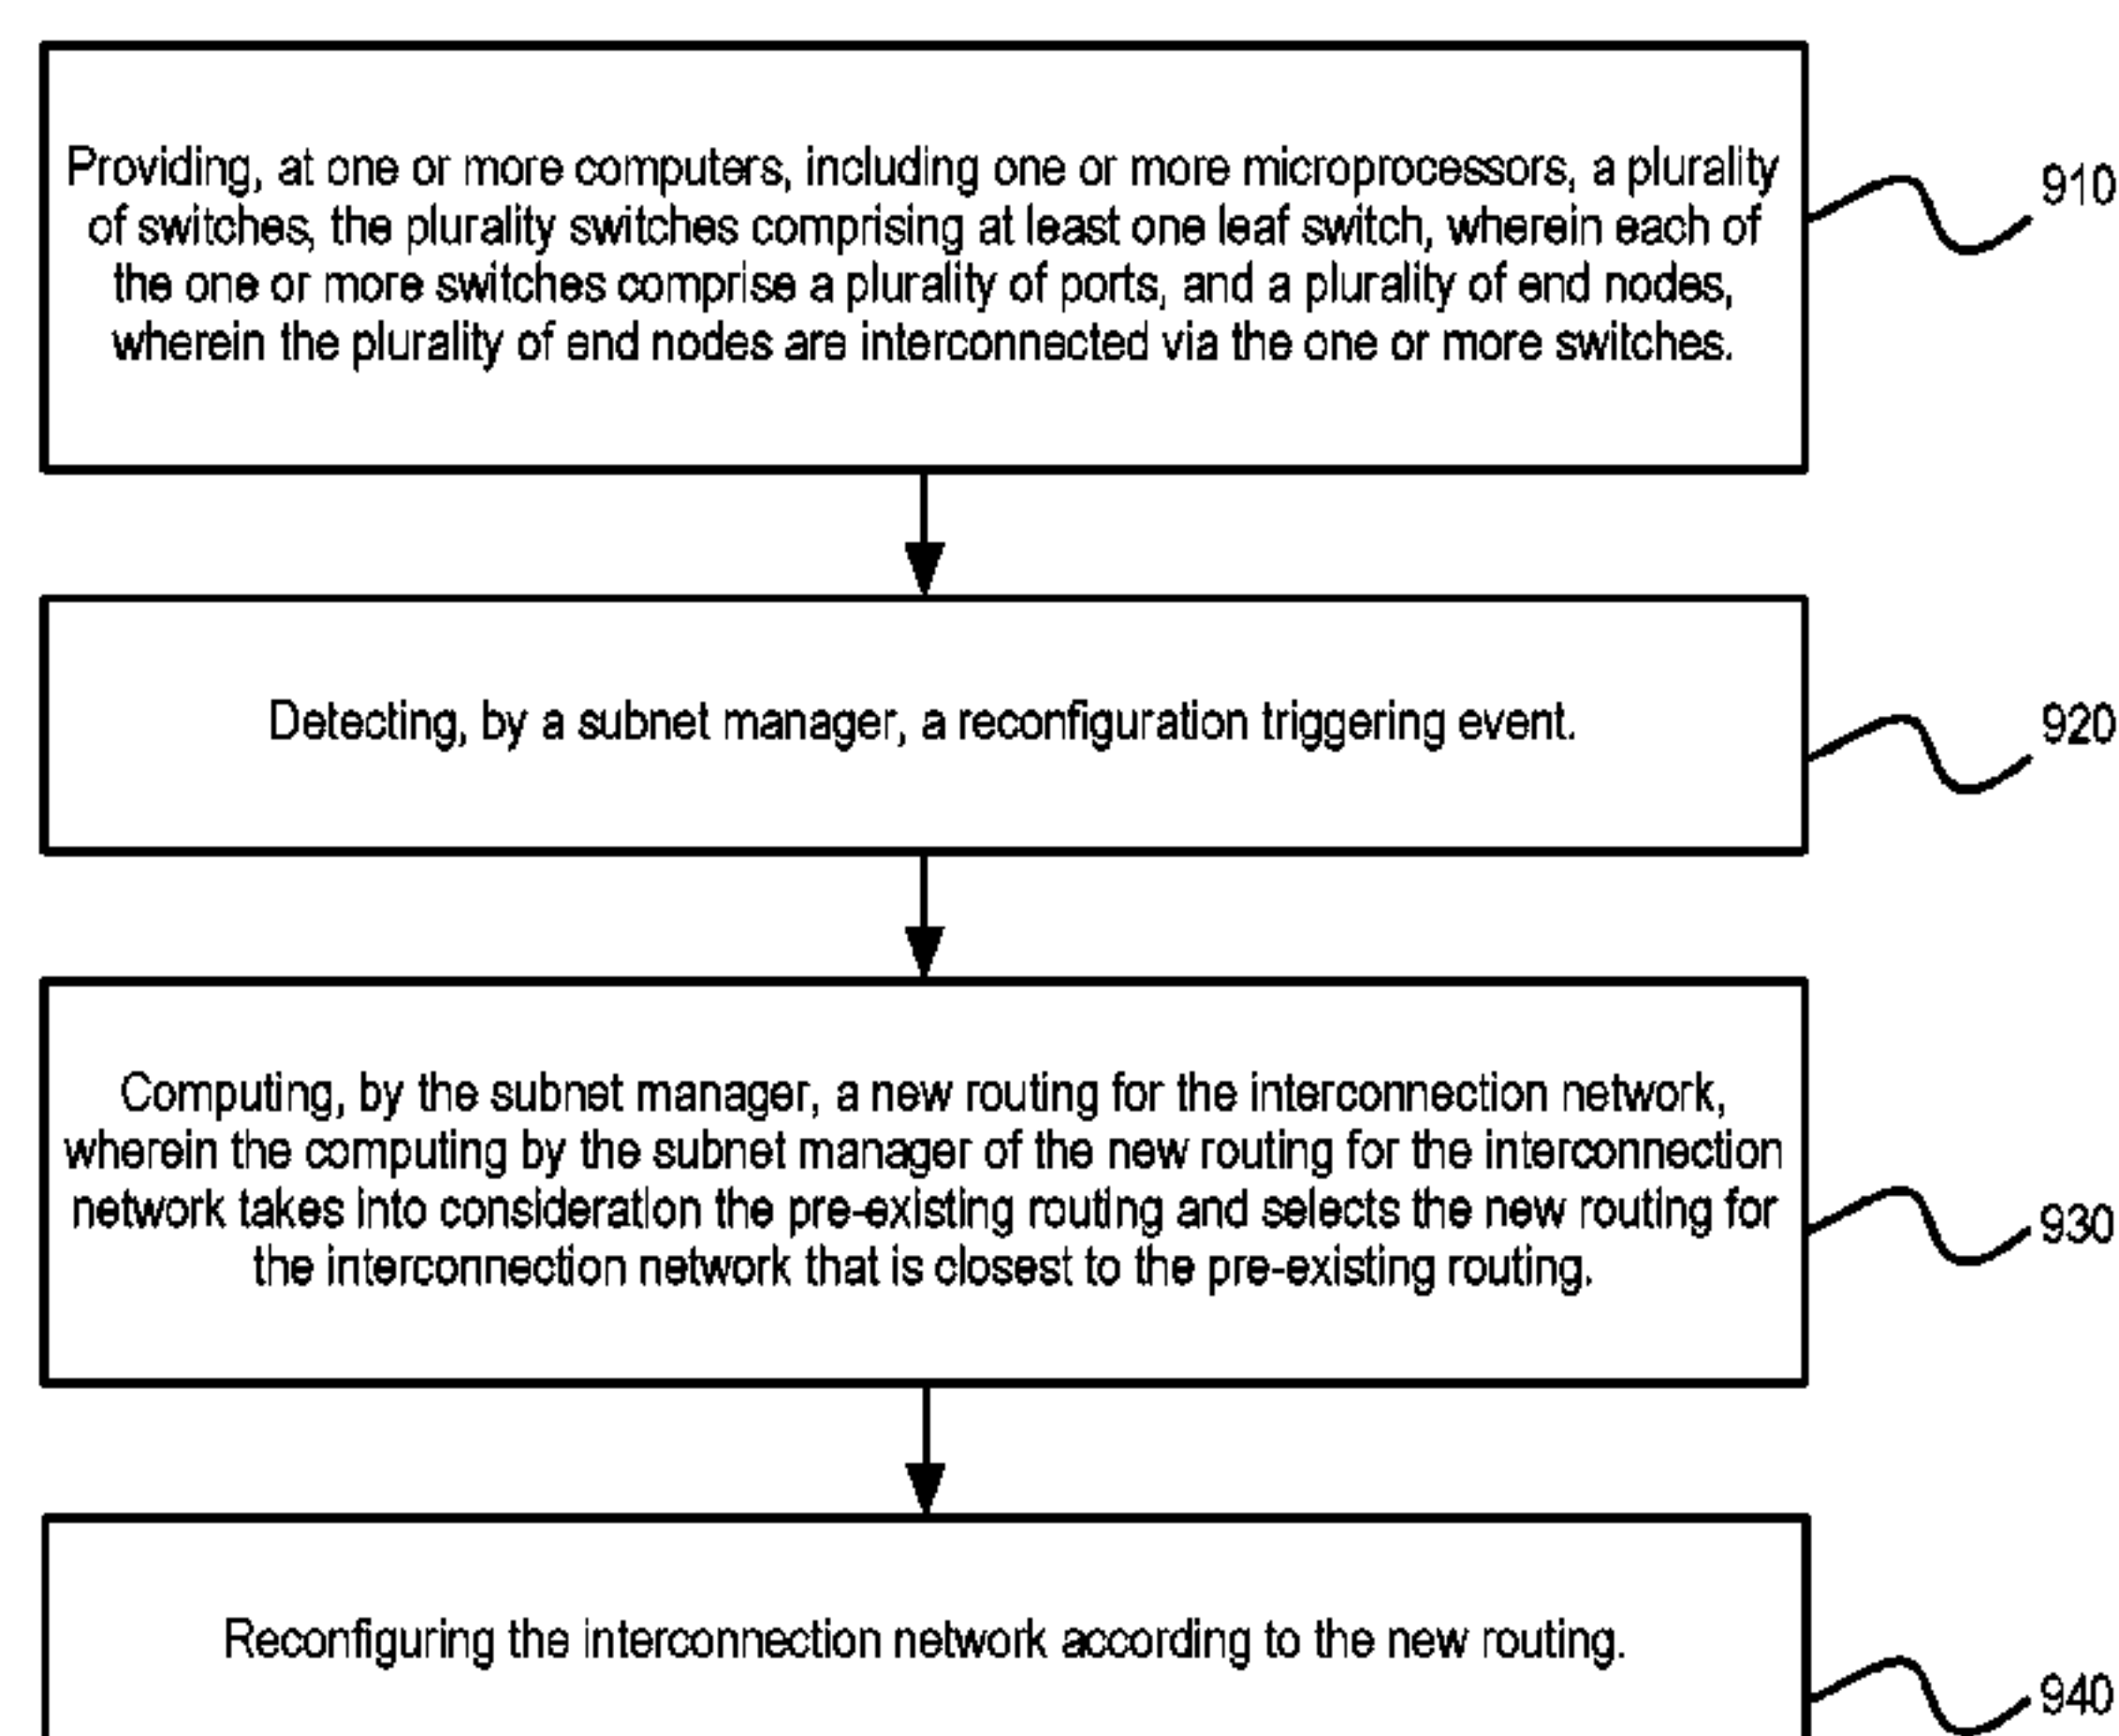 Providing, at one or more computers, including one or more microprocessors, a plurality
of switches, the plurality switches comprising at least one leaf switch, wherein each of
the one or more switches comprise a plurality of ports, and a plurality of end nodes,
wherein the plurality of end nodes are interconnected via the one or more switches.
910
Detecting, by a subnet manager, a reconfiguration triggering event.
920
Computing, by the subnet manager, a new routing for the interconnection network,
wherein the computing by the subnet manager of the new routing for the interconnection
network takes into consideration the pre-existing routing and selects the new routing for
the interconnection network that is closest to the pre-existing routing.
930
Reconfiguring the interconnection network according to the new routing.
940